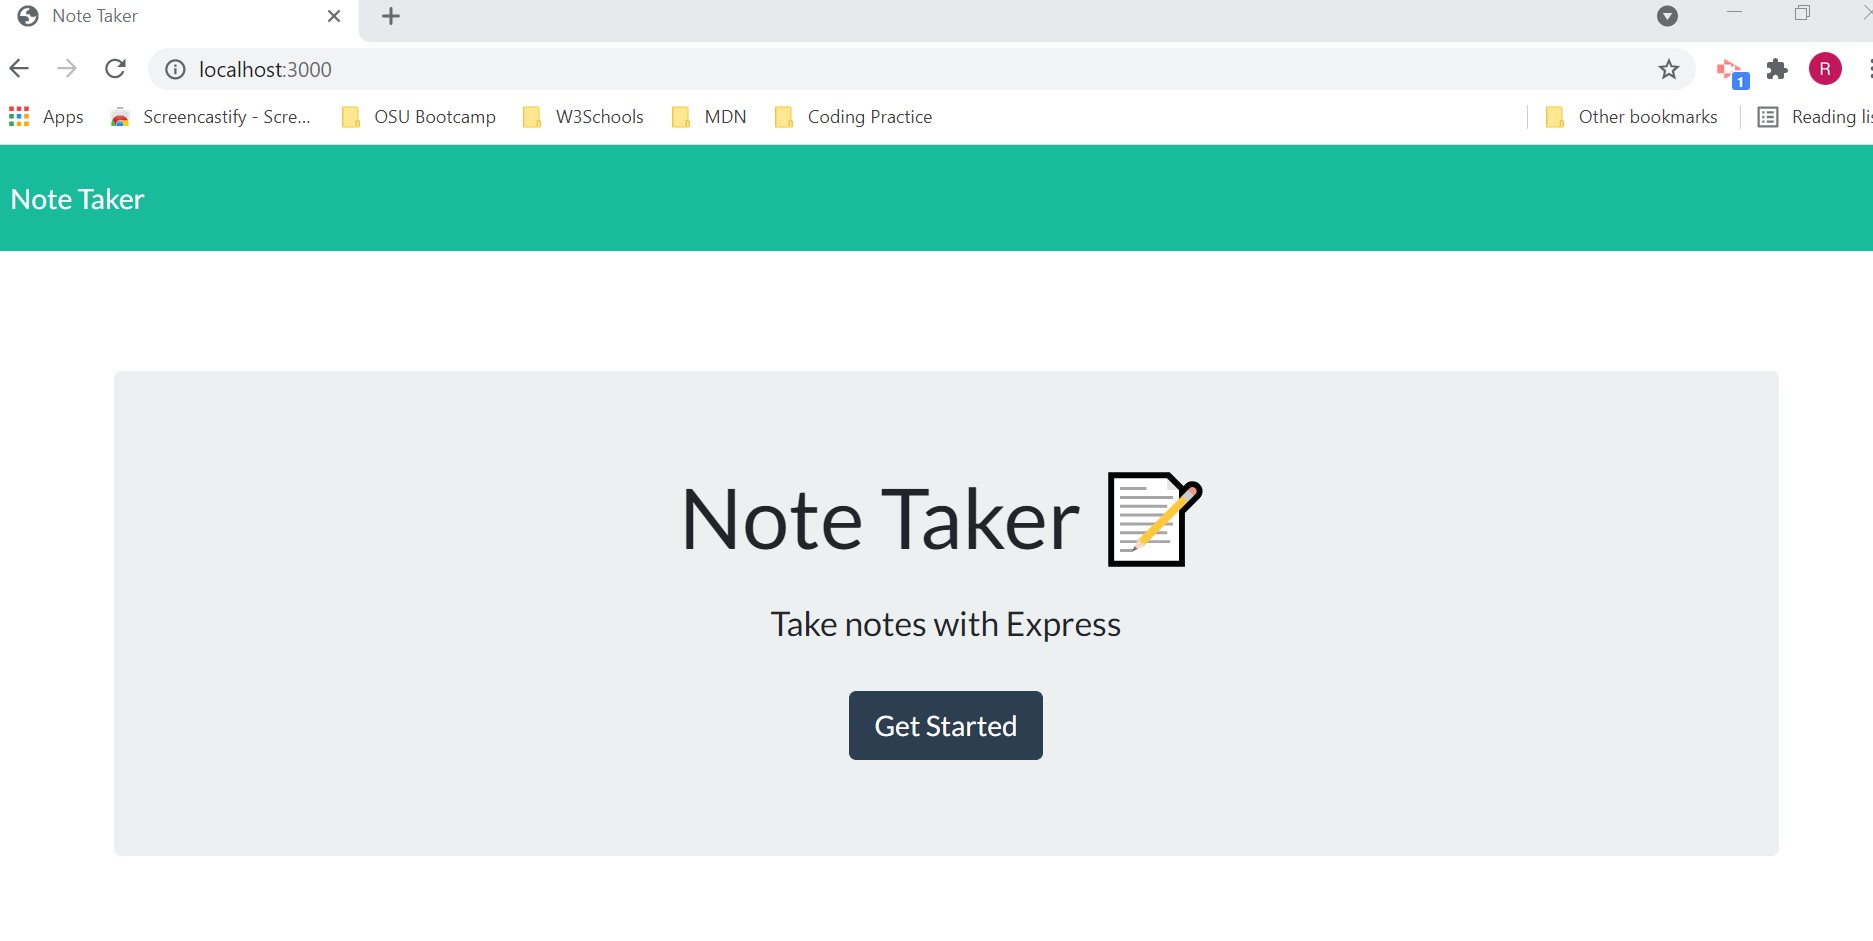 Note Taker
localhost:3000
1
R
Apps Screencastify - Scre... OSU Bootcamp W3Schools MDN Coding Practice Other bookmarks Reading lis
Note Taker
Note Taker
Take notes with Express
Get Started